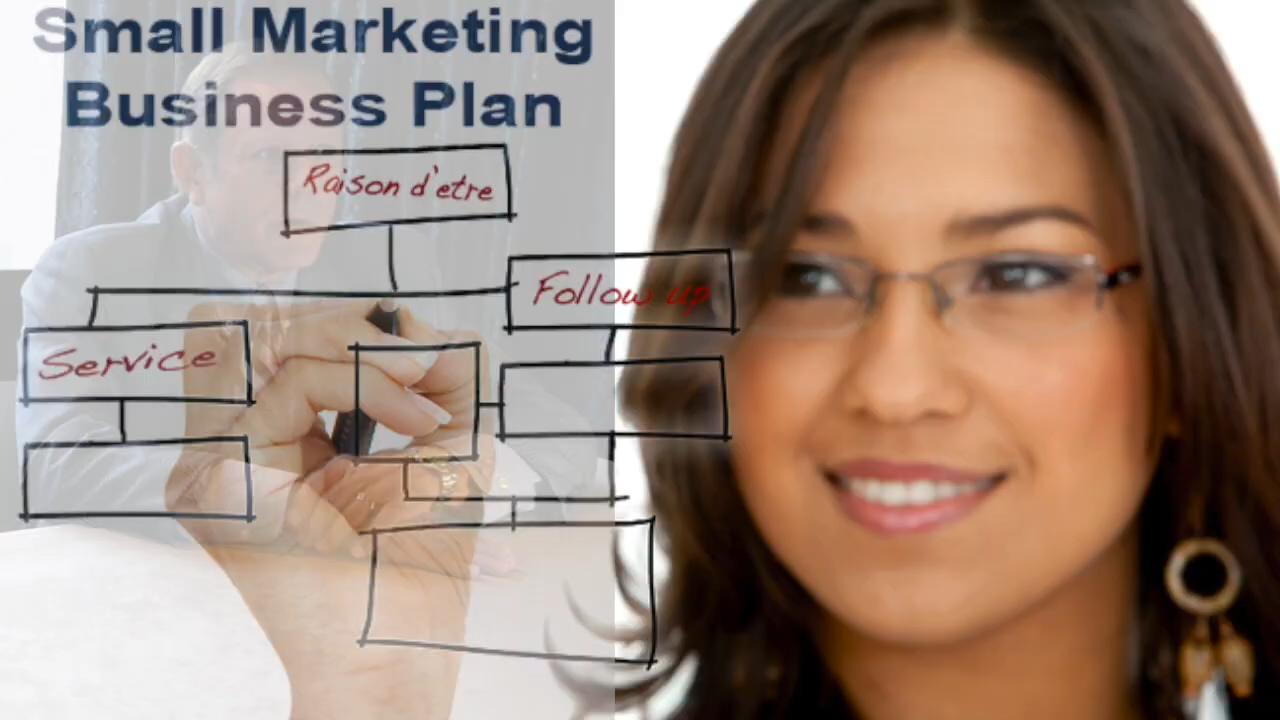 Small Marketing
Business Plan
Raison d'etre
Follow up
Service